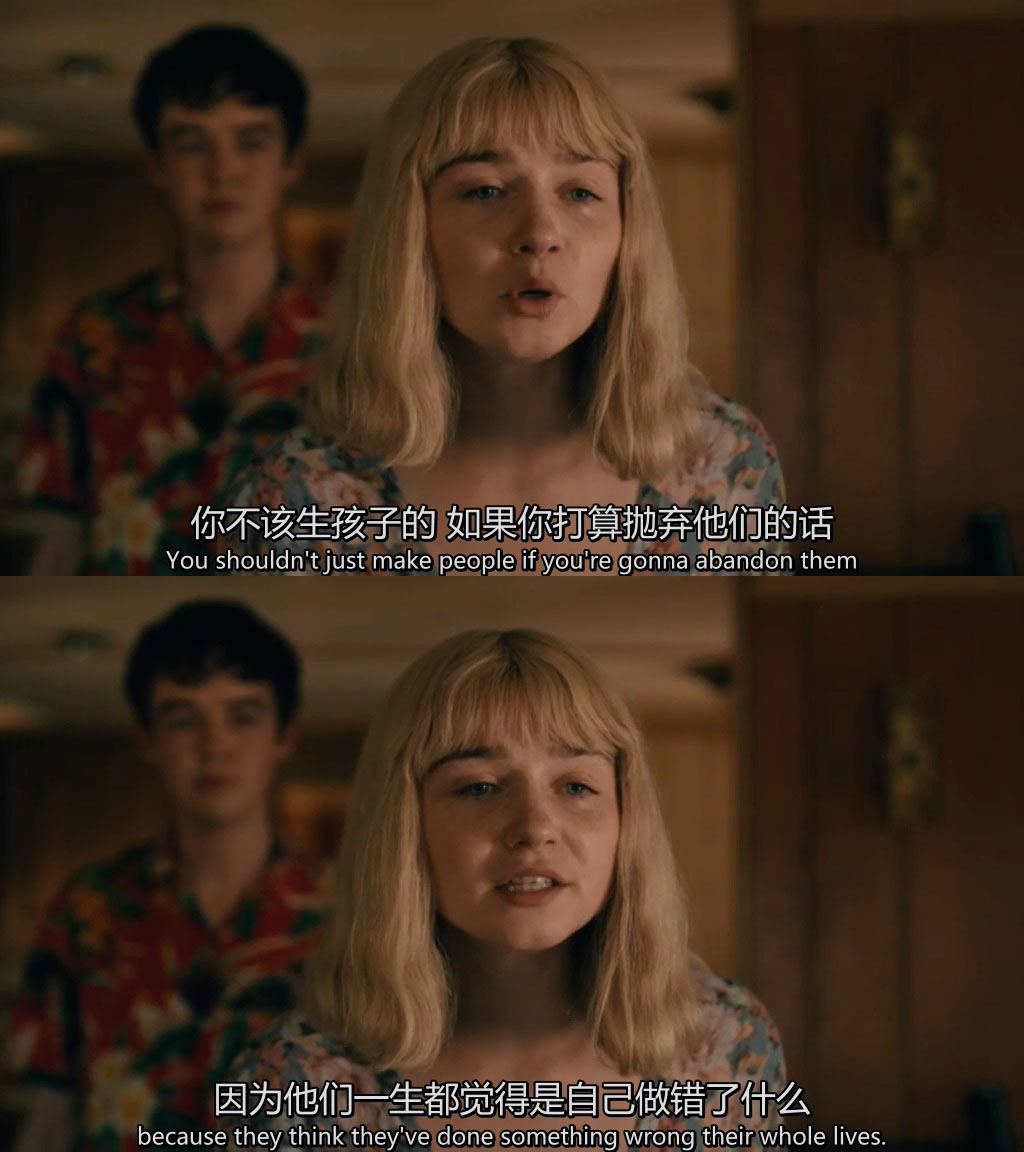 你不该生孩子的 如果你打算抛弃他们的话
You shouldn't just make people if you're gonna abandon them
因为他们一生都觉得是自己做错了什么
because they think they've done something wrong their whole lives.